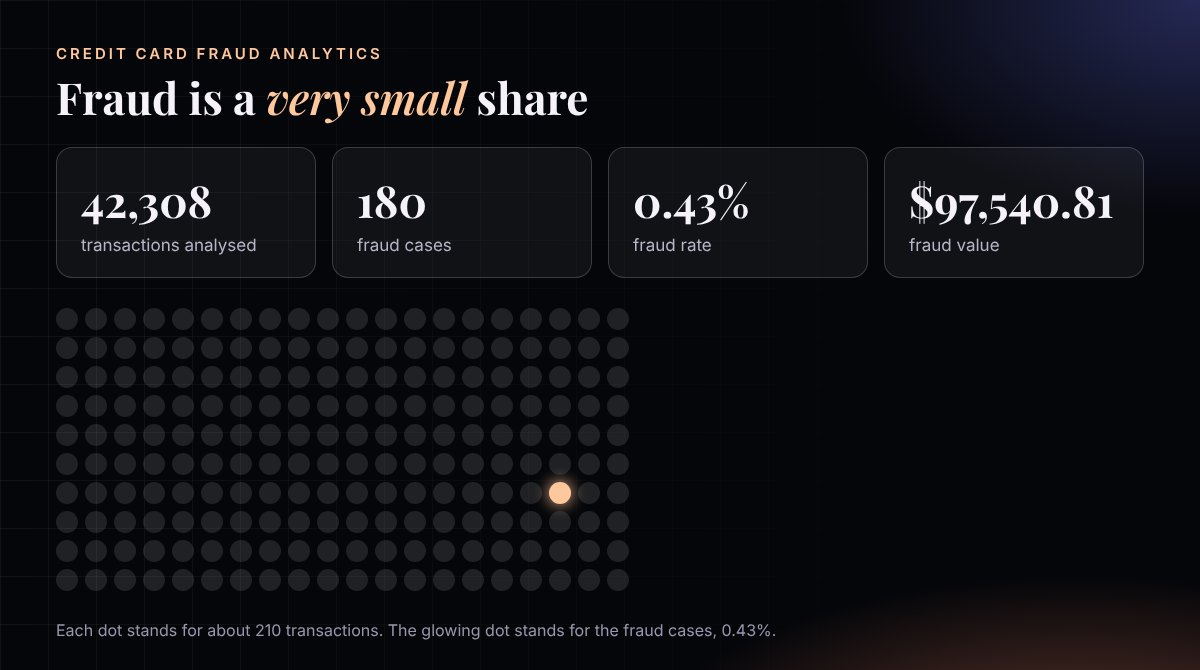 CREDIT CARD FRAUD ANALYTICS
Fraud is a very small share
42,308
transactions analysed
180
fraud cases
0.43%
fraud rate
$97,540.81
fraud value
Each dot stands for about 210 transactions. The glowing dot stands for the fraud cases, 0.43%.